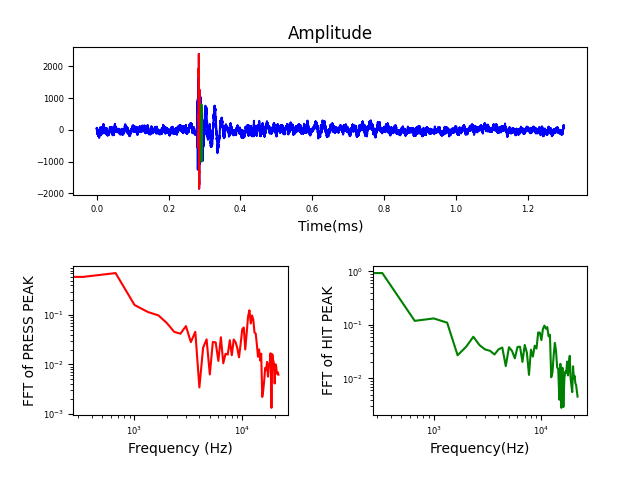 Amplitude
2000
1000
0
−1000
−2000
0.0 0.2 0.4 0.6 0.8 1.0 1.2
Time(ms)
FFT of PRESS PEAK
10⁻¹
10⁻²
10⁻³
10³ 10⁴
Frequency (Hz)
FFT of HIT PEAK
10⁰
10⁻¹
10⁻²
10³ 10⁴
Frequency(Hz)